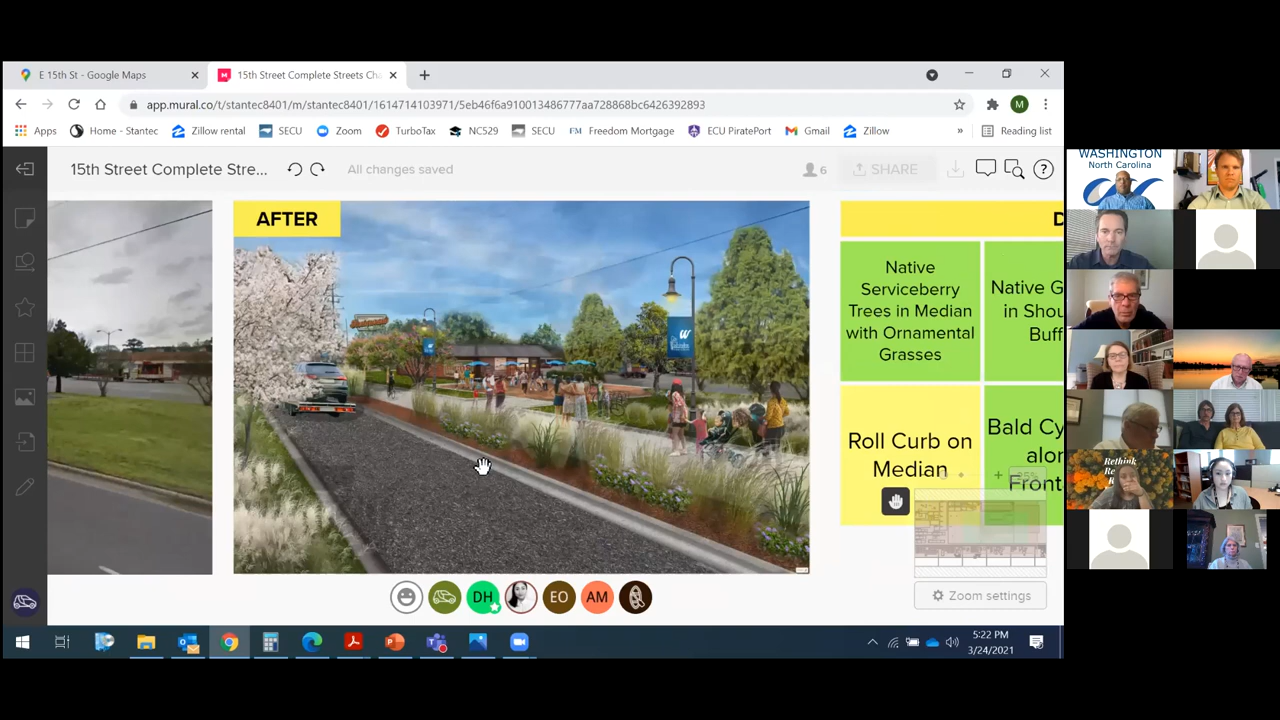 E 15th St - Google Maps
15th Street Complete Streets Cha
app.mural.co/t/stantec8401/m/stantec8401/1614714103971/5eb46f6a910013486777aa728868bc6426392893
M
Apps
Home - Stantec
Zillow rental
SECU
Zoom
TurboTax
NC529
SECU
FM Freedom Mortgage
ECU PiratePort
Gmail
Zillow
»
Reading list
15th Street Complete Stre...
All changes saved
6
SHARE
AFTER
D
Native
Serviceberry
Trees in Median
with Ornamental
Grasses
Native G
in Shou
Buff
Roll Curb on
Median
Bald Cy
alon
Front
Zoom settings
DH
EO
AM
5:22 PM
3/24/2021
WASHINGTON
North Carolina
Rethink